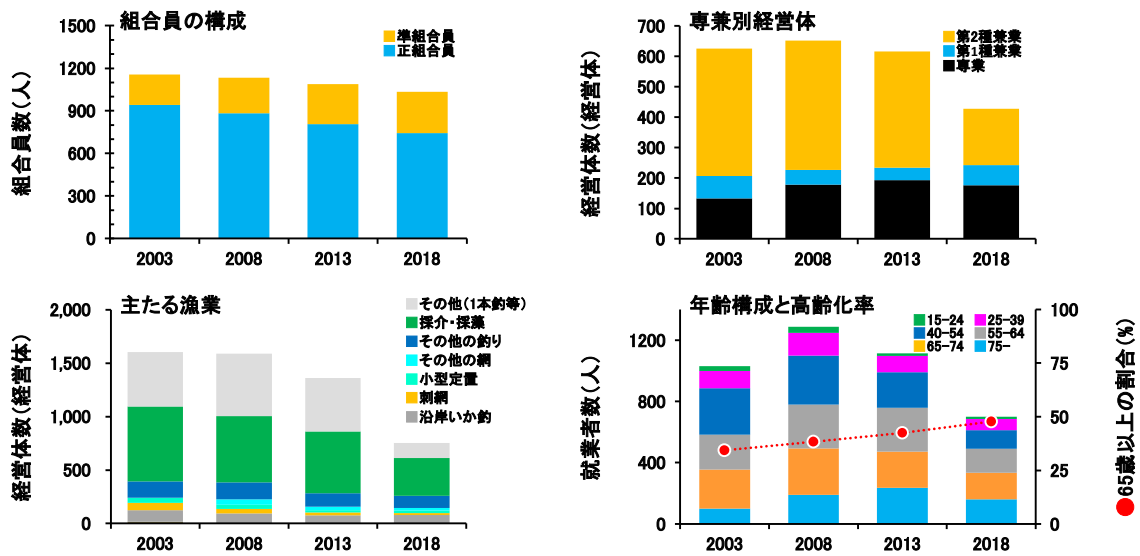 組合員の構成
準組合員
正組合員
組合員数(人)
1500
1200
900
600
300
0
2003
2008
2013
2018
専兼別経営体
第2種兼業
第1種兼業
専業
経営体数(経営体)
700
600
500
400
300
200
100
0
2003
2008
2013
2018
主たる漁業
その他(1本釣等)
採介・採藻
その他の釣り
その他の網
小型定置
刺網
沿岸いか釣
経営体数(経営体)
2,000
1,500
1,000
500
0
2003
2008
2013
2018
年齢構成と高齢化率
15-24
25-39
40-54
55-64
65-74
75-
就業者数(人)
1200
800
400
0
100
75
50
25
0
65歳以上の割合(%)
2003
2008
2013
2018